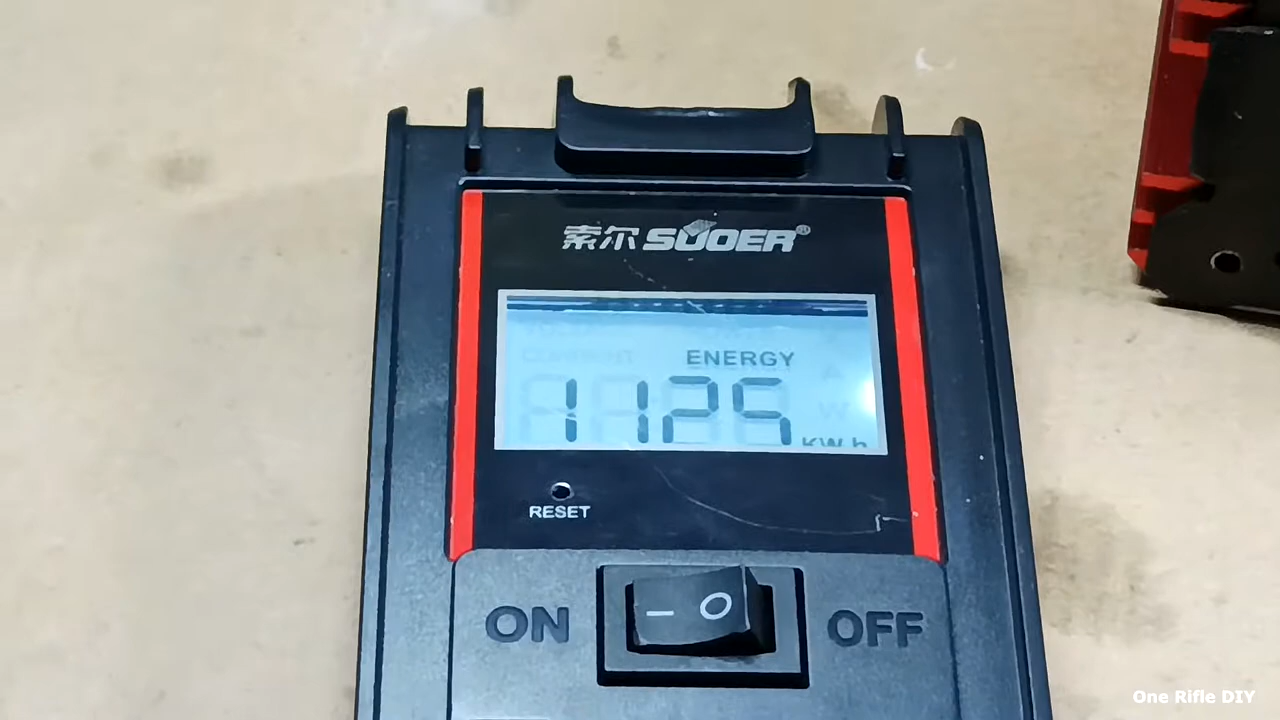 索尔 SUOER®
ENERGY
1125
KW h
RESET
ON
— O
OFF
One Rifle DIY